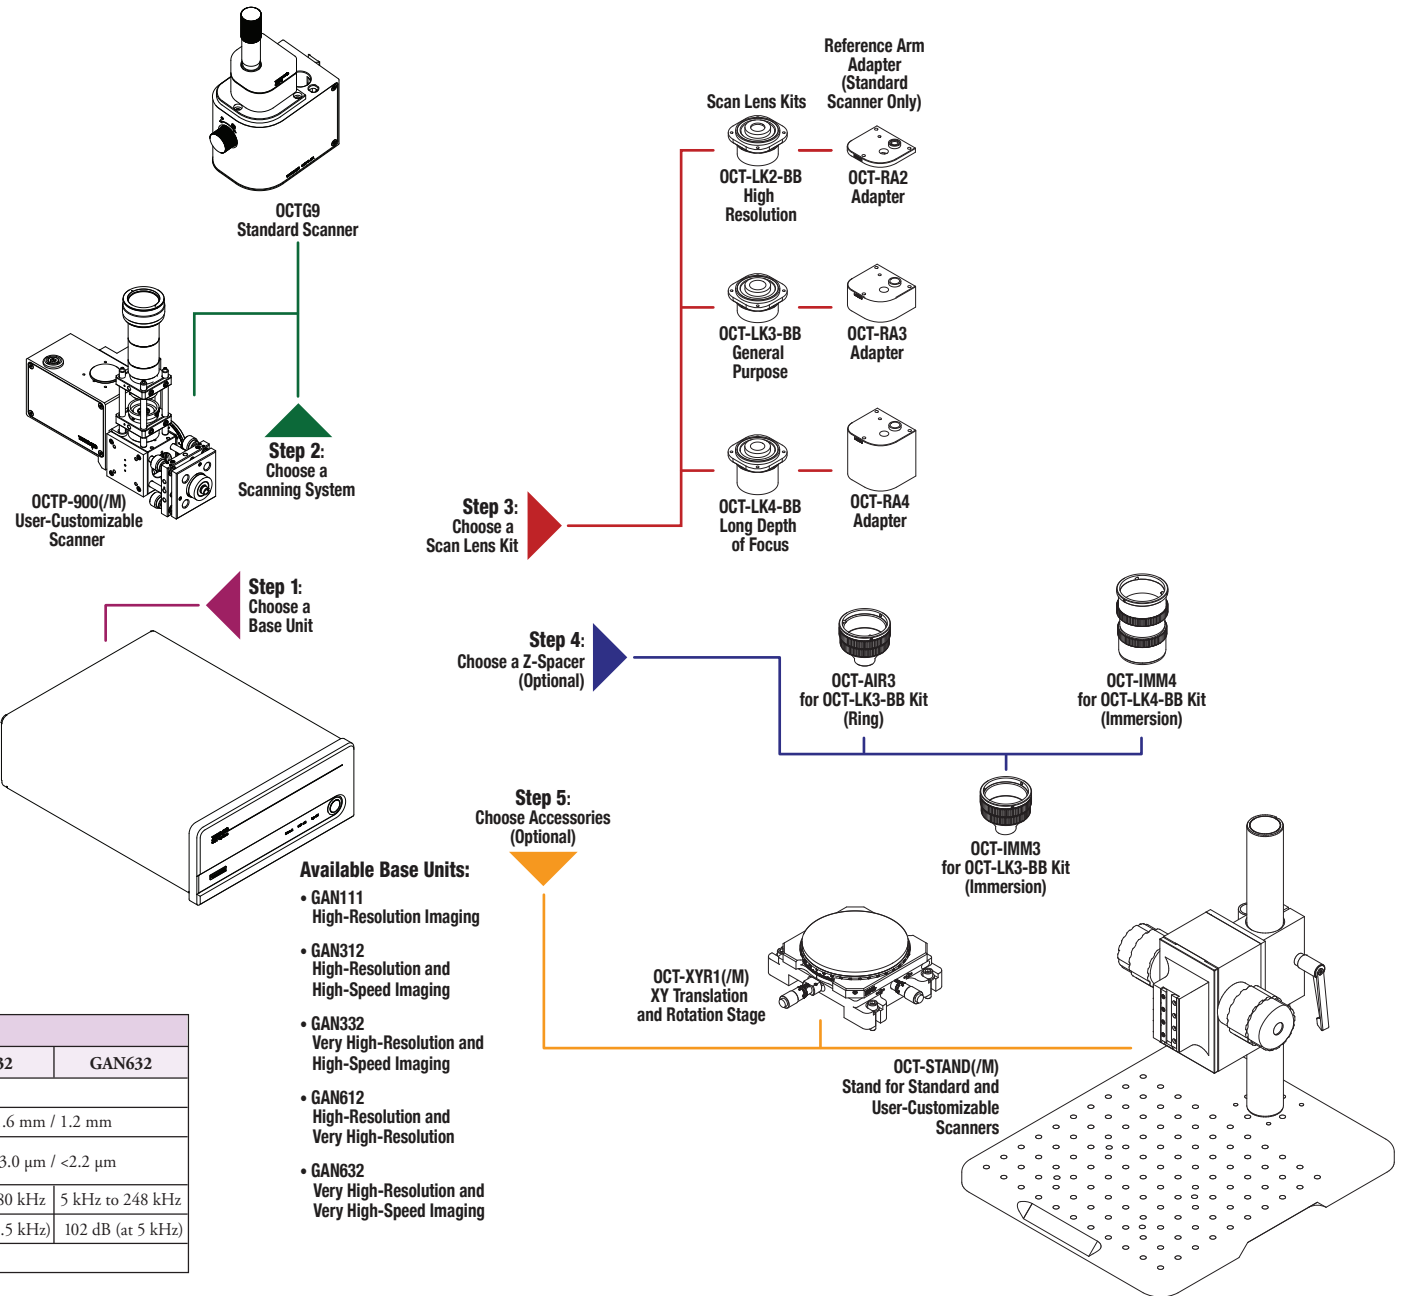 OCTG9
Standard Scanner
OCTP-900(/M)
User-Customizable
Scanner
Step 2:
Choose a
Scanning System
Step 1:
Choose a
Base Unit
Scan Lens Kits
Reference Arm
Adapter
(Standard
Scanner Only)
OCT-LK2-BB
High
Resolution
OCT-RA2
Adapter
OCT-LK3-BB
General
Purpose
OCT-RA3
Adapter
OCT-LK4-BB
Long Depth
of Focus
OCT-RA4
Adapter
Step 3:
Choose a
Scan Lens Kit
Step 4:
Choose a Z-Spacer
(Optional)
OCT-AIR3
for OCT-LK3-BB Kit
(Ring)
OCT-IMM4
for OCT-LK4-BB Kit
(Immersion)
OCT-IMM3
for OCT-LK3-BB Kit
(Immersion)
Step 5:
Choose Accessories
(Optional)
OCT-XYR1(/M)
XY Translation
and Rotation Stage
OCT-STAND(/M)
Stand for Standard and
User-Customizable
Scanners
Available Base Units:
• GAN111
High-Resolution Imaging
• GAN312
High-Resolution and
High-Speed Imaging
• GAN332
Very High-Resolution and
High-Speed Imaging
• GAN612
High-Resolution and
Very High-Resolution
• GAN632
Very High-Resolution and
Very High-Speed Imaging
32 GAN632
.6 mm / 1.2 mm
3.0 µm / <2.2 µm
80 kHz 5 kHz to 248 kHz
.5 kHz) 102 dB (at 5 kHz)